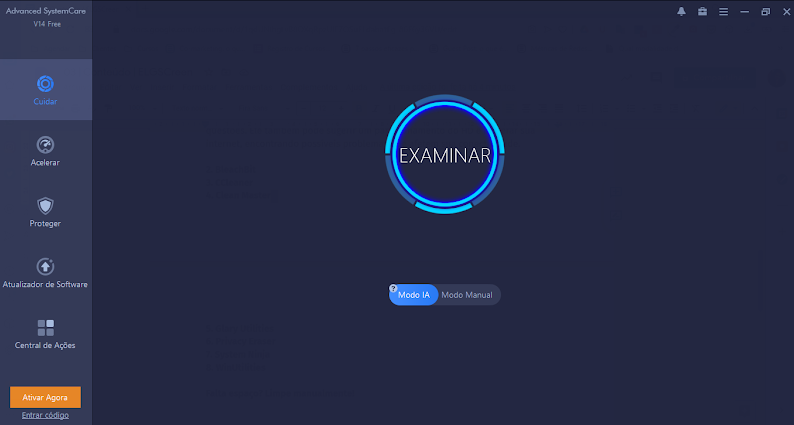 Advanced SystemCare
V14 Free
Cuidar
Acelerar
Proteger
Atualizador de Software
Central de Ações
Ativar Agora
Entrar código
EXAMINAR
?
Modo IA
Modo Manual